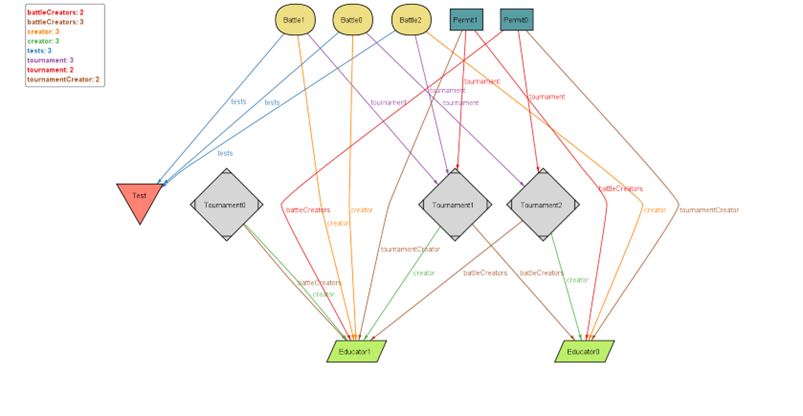 battleCreators: 2
battleCreators: 3
creator: 3
creator: 3
tests: 3
tournament: 3
tournament: 2
tournamentCreator: 2
Battle1
Battle0
Battle2
Permit1
Permit0
tournament
tournament
tournament
tests
tests
tournament
tournament
tests
battleCreators
Test
Tournament0
Tournament1
Tournament2
battleCreators
creator
creator
tournamentCreator
creator
tournamentCreator
creator
battleCreators
battleCreators
creator
battleCreators
creator
Educator1
Educator0